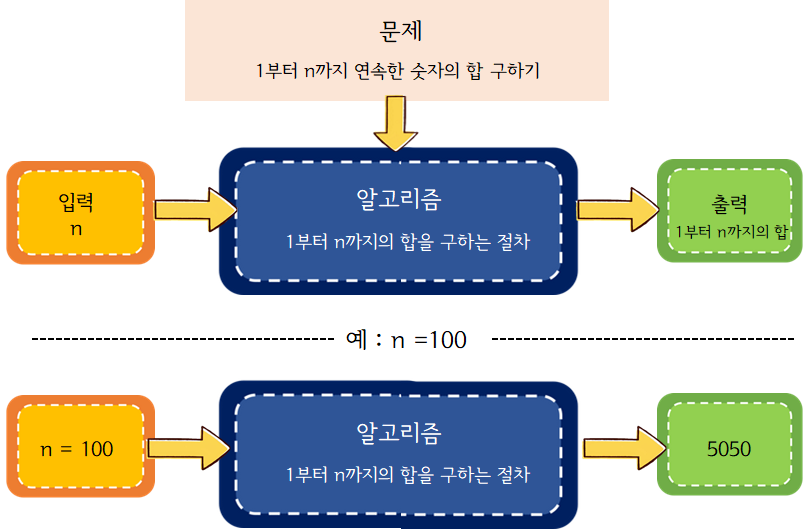 문제
1부터 n까지 연속한 숫자의 합 구하기
입력
n
알고리즘
1부터 n까지의 합을 구하는 절차
출력
1부터 n까지의 합
예 : n =100
n = 100
알고리즘
1부터 n까지의 합을 구하는 절차
5050